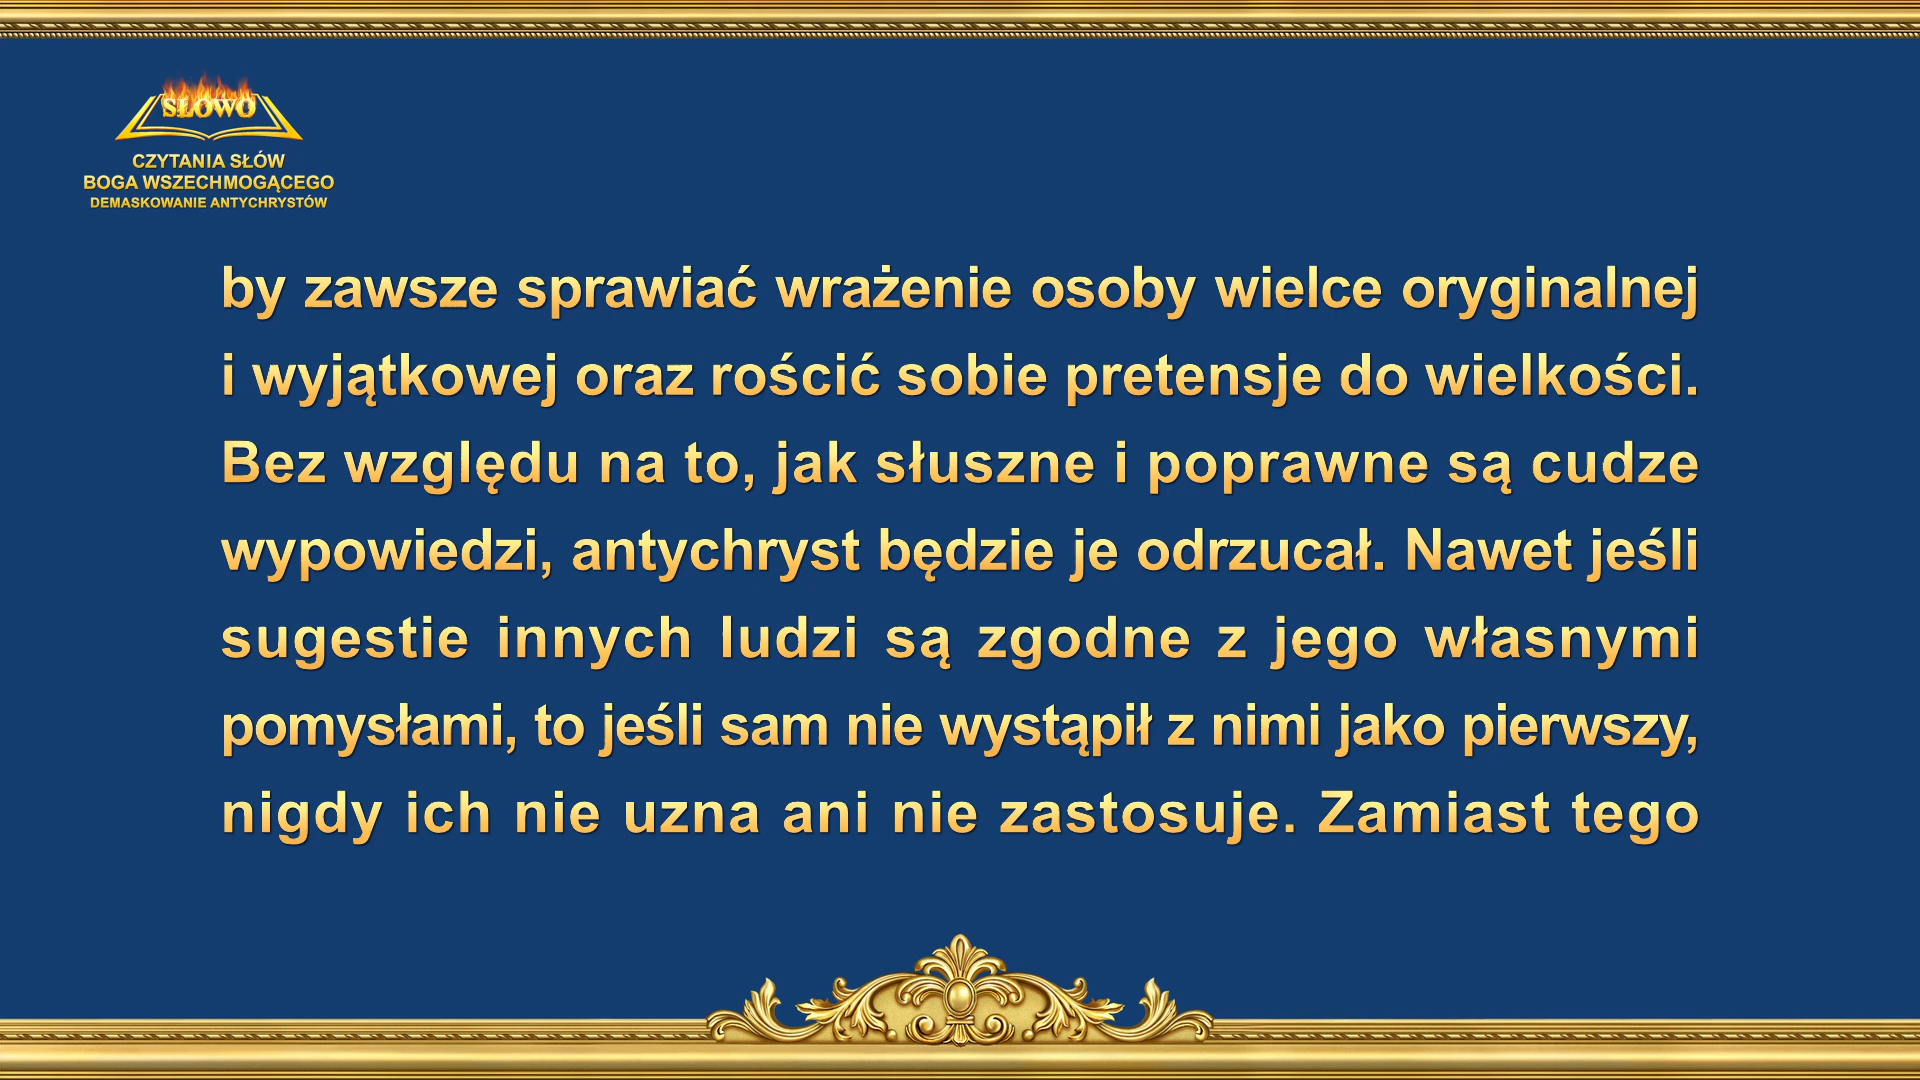 SŁOWO
CZYTANIA SŁÓW
BOGA WSZECHMOGĄCEGO
DEMASKOWANIE ANTYCHRYSTÓW
by zawsze sprawiać wrażenie osoby wielce oryginalnej
i wyjątkowej oraz rościć sobie pretensje do wielkości.
Bez względu na to, jak słuszne i poprawne są cudze
wypowiedzi, antychryst będzie je odrzucał. Nawet jeśli
sugestie innych ludzi są zgodne z jego własnymi
pomysłami, to jeśli sam nie wystąpił z nimi jako pierwszy,
nigdy ich nie uzna ani nie zastosuje. Zamiast tego